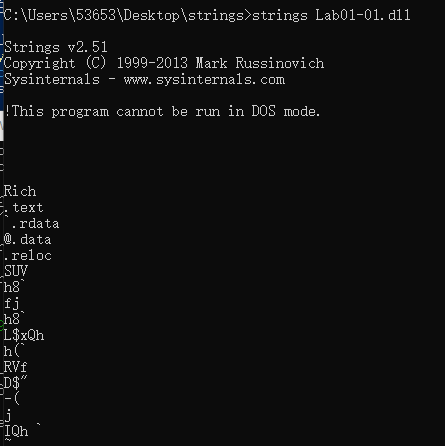 C:\Users\53653\Desktop\strings>strings Lab01-01.dll
Strings v2.51
Copyright (C) 1999-2013 Mark Russinovich
Sysinternals - www.sysinternals.com
!This program cannot be run in DOS mode.
Rich
.text
`.rdata
@.data
.reloc
SUV
h8`
fj
h8`
L$xQh
h(`
RVf
D$"
-(
j
IQh `
~